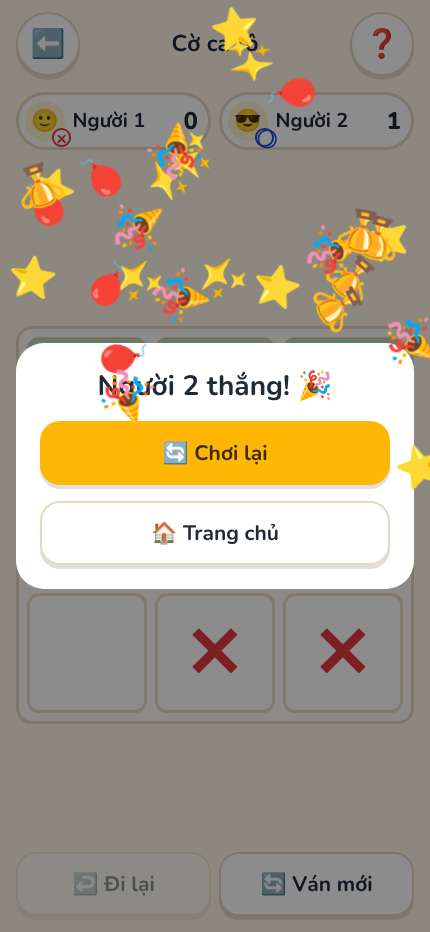 Cờ ca rô
Người 1 0
Người 2 1
Người 2 thắng!
Chơi lại
Trang chủ
Đi lại
Ván mới